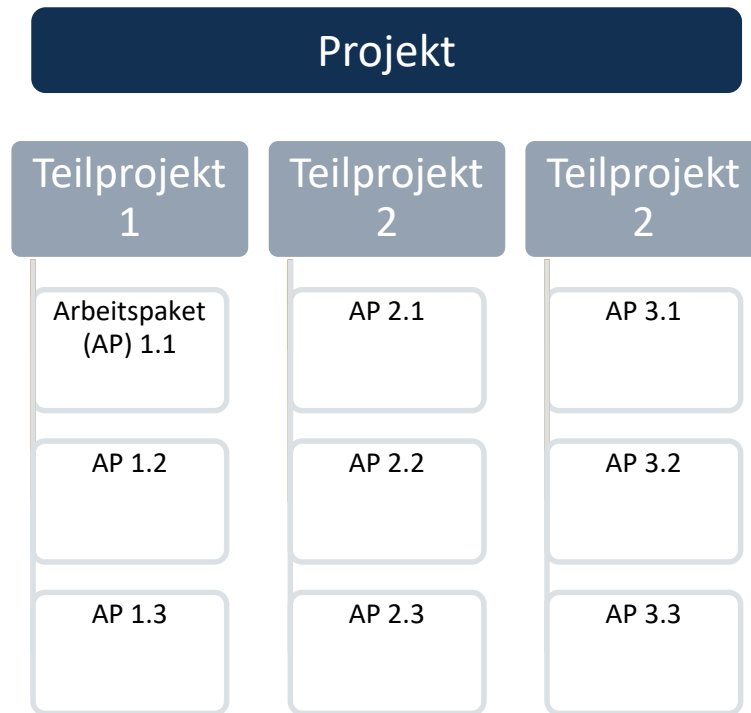 Projekt
Teilprojekt
1
Teilprojekt
2
Teilprojekt
2
Arbeitspaket
(AP) 1.1
AP 2.1
AP 3.1
AP 1.2
AP 2.2
AP 3.2
AP 1.3
AP 2.3
AP 3.3